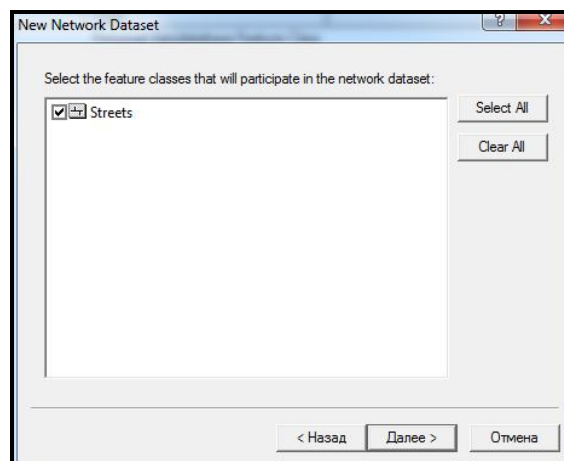 New Network Dataset
Select the feature classes that will participate in the network dataset:
Streets
Select All
Clear All
< Назад
Далее >
Отмена